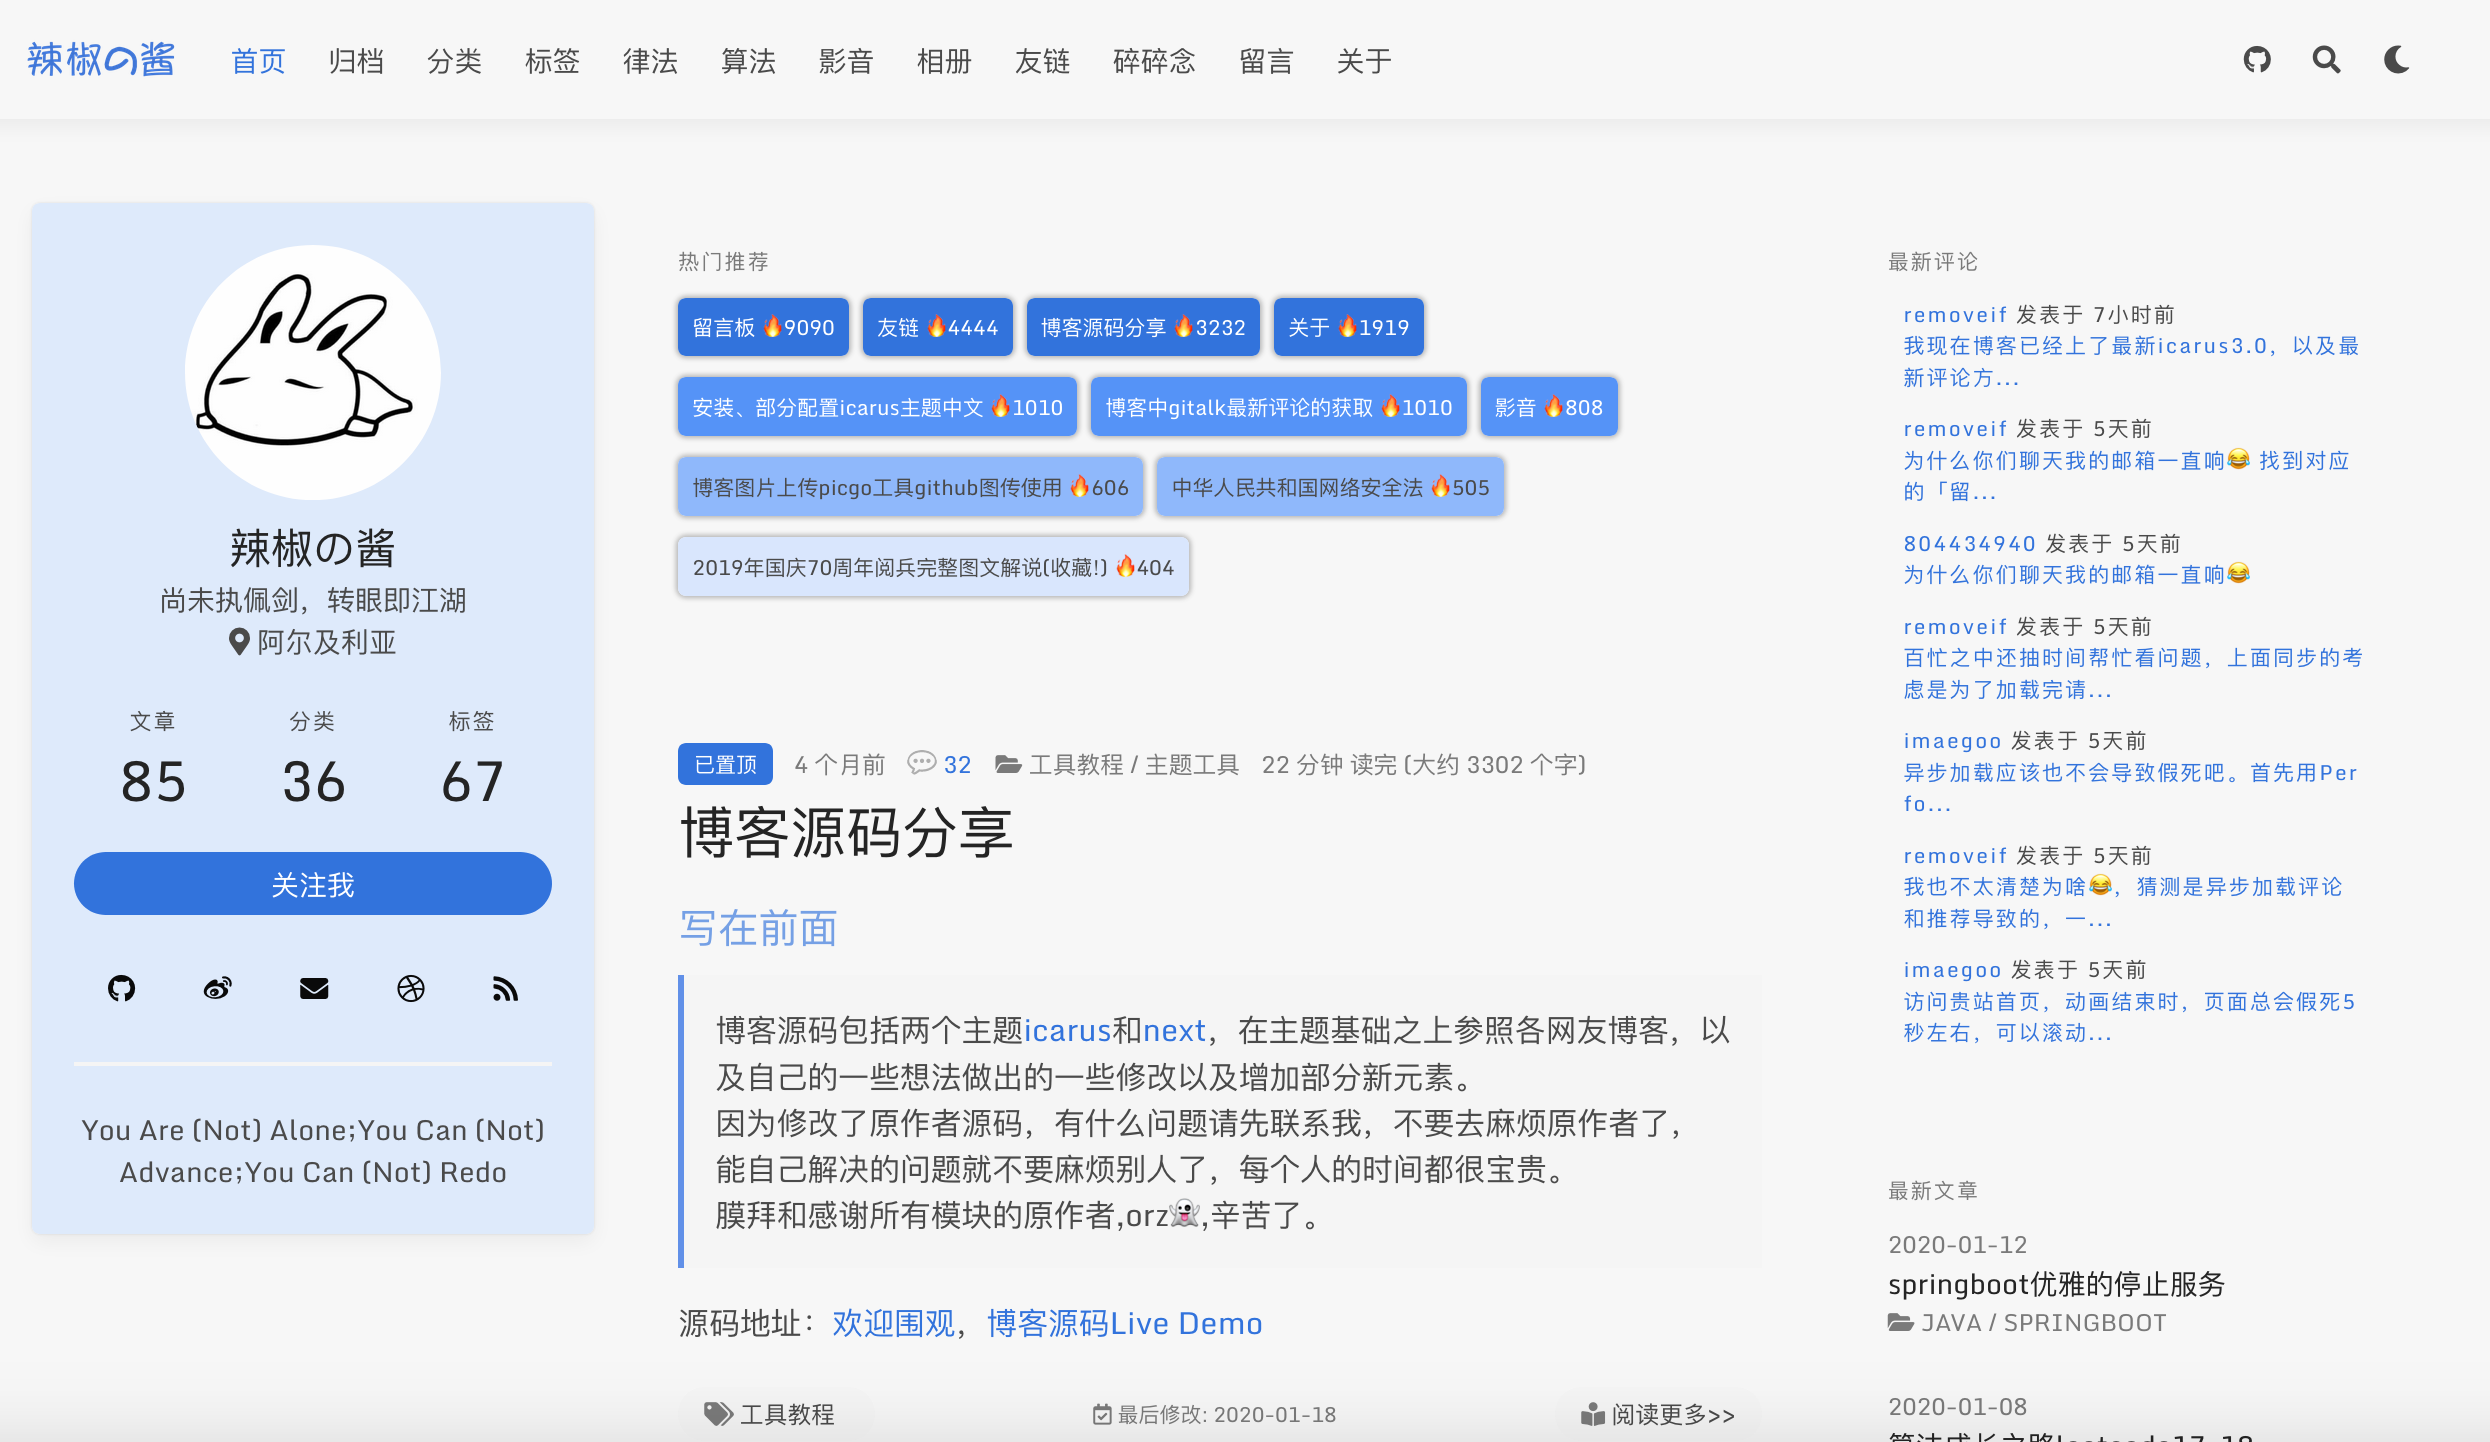 辣椒の酱 首页 归档 分类 标签 律法 算法 影音 相册 友链 碎碎念 留言 关于
辣椒の酱
尚未执佩剑，转眼即江湖
阿尔及利亚
文章 分类 标签
85 36 67
关注我
You Are (Not) Alone;You Can (Not)
Advance;You Can (Not) Redo
热门推荐
留言板 🔥9090 友链 🔥4444 博客源码分享 🔥3232 关于 🔥1919
安装、部分配置icarus主题中文 🔥1010 博客中gitalk最新评论的获取 🔥1010 影音 🔥808
博客图片上传picgo工具github图传使用 🔥606 中华人民共和国网络安全法 🔥505
2019年国庆70周年阅兵完整图文解说(收藏!) 🔥404
已置顶 4 个月前 32 工具教程 / 主题工具 22 分钟 读完 (大约 3302 个字)
博客源码分享
写在前面
博客源码包括两个主题icarus和next，在主题基础之上参照各网友博客，以
及自己的一些想法做出的一些修改以及增加部分新元素。
因为修改了原作者源码，有什么问题请先联系我，不要去麻烦原作者了，
能自己解决的问题就不要麻烦别人了，每个人的时间都很宝贵。
膜拜和感谢所有模块的原作者,orz👻,辛苦了。
源码地址：欢迎围观，博客源码Live Demo
工具教程 最后修改: 2020-01-18 阅读更多>>
最新评论
removeif 发表于 7小时前
我现在博客已经上了最新icarus3.0，以及最
新评论方...
removeif 发表于 5天前
为什么你们聊天我的邮箱一直响😂 找到对应
的「留...
804434940 发表于 5天前
为什么你们聊天我的邮箱一直响😂
removeif 发表于 5天前
百忙之中还抽时间帮忙看问题，上面同步的考
虑是为了加载完请...
imaegoo 发表于 5天前
异步加载应该也不会导致假死吧。首先用Per
fo...
removeif 发表于 5天前
我也不太清楚为啥😂，猜测是异步加载评论
和推荐导致的，一...
imaegoo 发表于 5天前
访问贵站首页，动画结束时，页面总会假死5
秒左右，可以滚动...
最新文章
2020-01-12
springboot优雅的停止服务
JAVA / SPRINGBOOT
2020-01-08